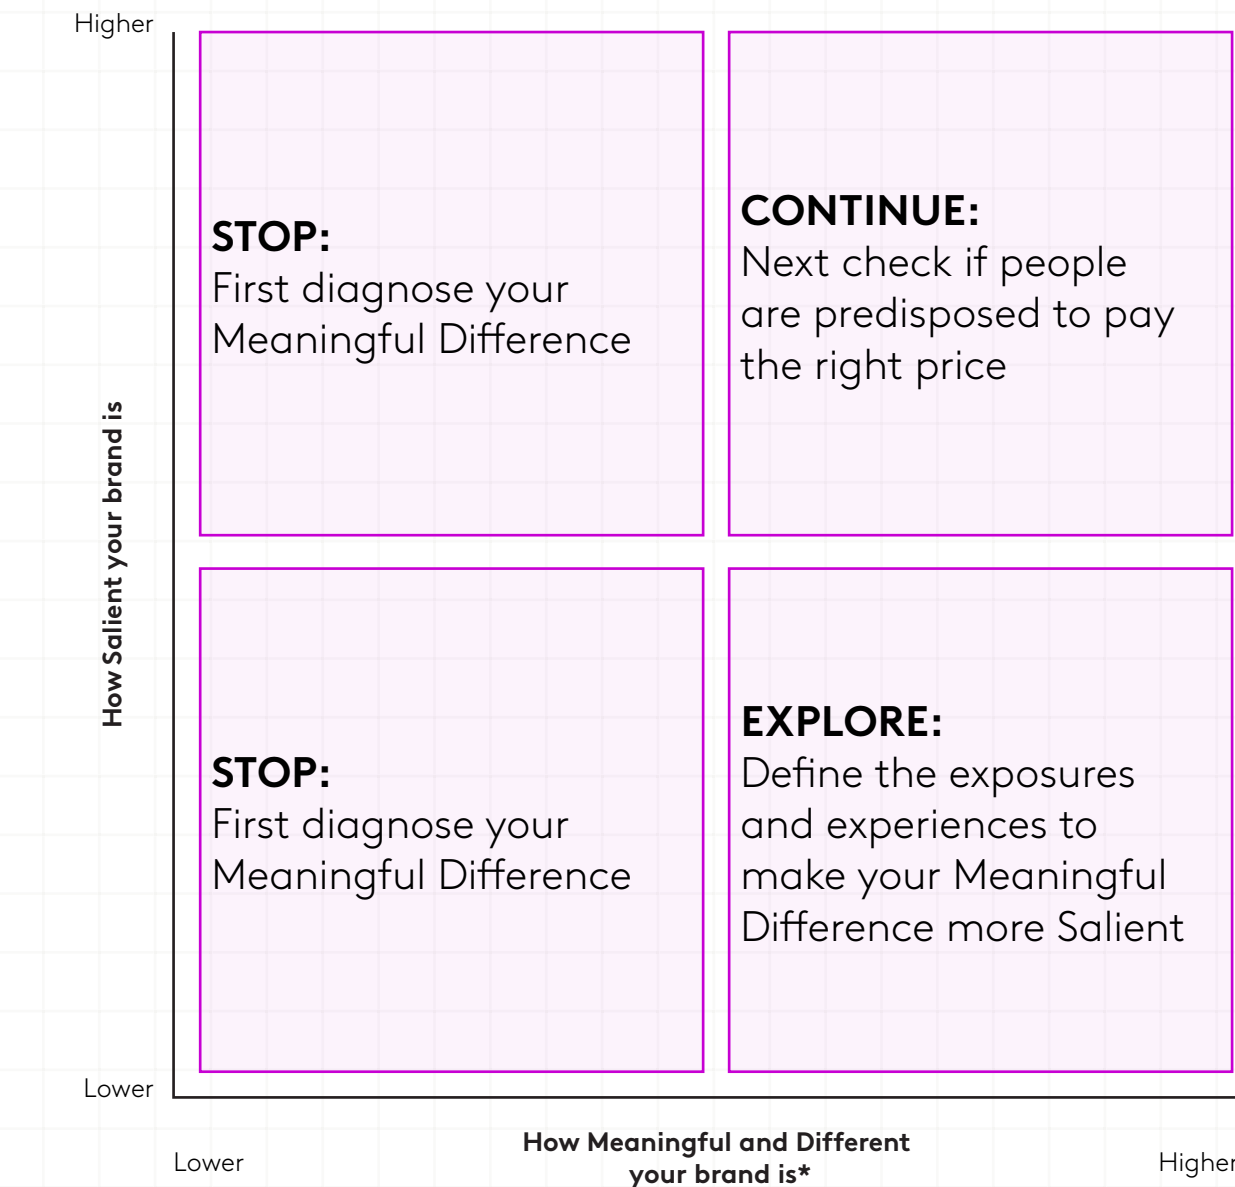 Higher
STOP:
First diagnose your
Meaningful Difference
CONTINUE:
Next check if people
are predisposed to pay
the right price
How Salient your brand is
STOP:
First diagnose your
Meaningful Difference
EXPLORE:
Define the exposures
and experiences to
make your Meaningful
Difference more Salient
Lower
Lower
How Meaningful and Different
your brand is*
Higher